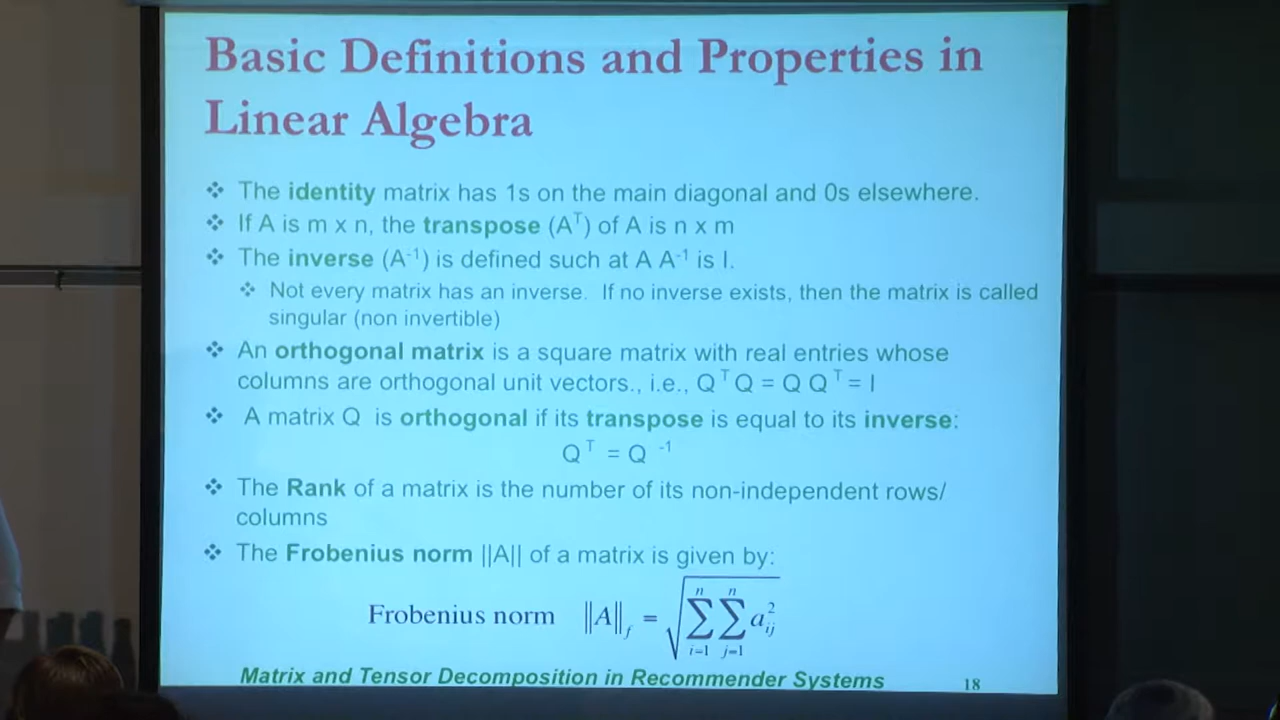 Basic Definitions and Properties in
Linear Algebra
❖ The identity matrix has 1s on the main diagonal and 0s elsewhere.
❖ If A is m x n, the transpose (Aᵀ) of A is n x m
❖ The inverse (A⁻¹) is defined such at A A⁻¹ is I.
❖ Not every matrix has an inverse. If no inverse exists, then the matrix is called
singular (non invertible)
❖ An orthogonal matrix is a square matrix with real entries whose
columns are orthogonal unit vectors., i.e., Qᵀ Q = Q Qᵀ = I
❖ A matrix Q is orthogonal if its transpose is equal to its inverse:
Qᵀ = Q ⁻¹
❖ The Rank of a matrix is the number of its non-independent rows/
columns
❖ The Frobenius norm ||A|| of a matrix is given by:
Frobenius norm ‖A‖_f = √(∑_{i=1}^{n} ∑_{j=1}^{n} a_{ij}^2)
Matrix and Tensor Decomposition in Recommender Systems 18